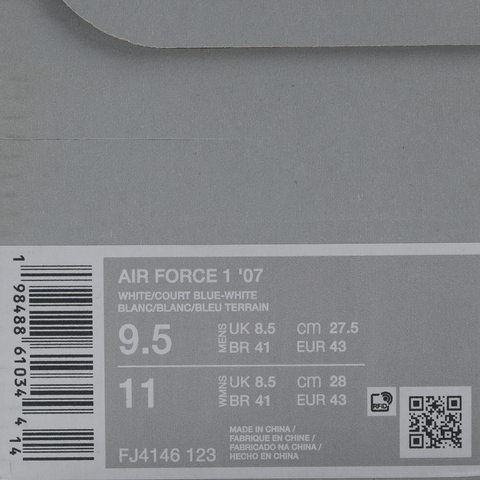 AIR FORCE 1 '07
WHITE/COURT BLUE-WHITE
BLANC/BLANC/BLEU TERRAIN
9.5 MENS UK 8.5 cm 27.5
BR 41 EUR 43
11 WMNS UK 8.5 cm 28
BR 41 EUR 43
RFID
MADE IN CHINA /
FABRIQUE EN CHINE /
FABRICADO NA CHINA /
HECHO EN CHINA
FJ4146 123
1 98488 61034 4 14